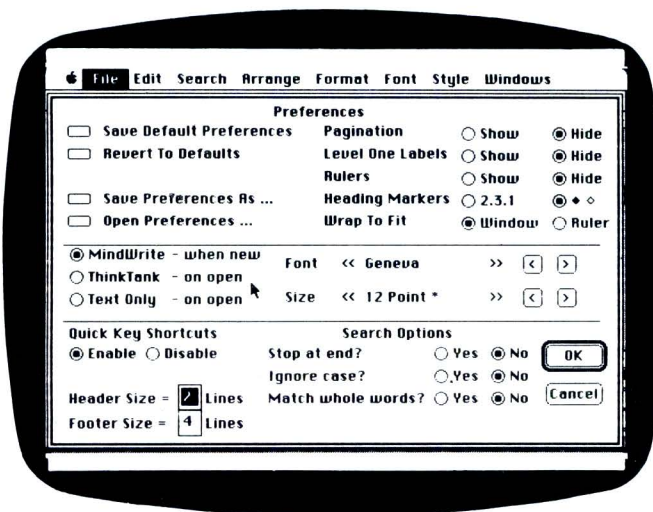 File Edit Search Arrange Format Font Style Windows
Preferences
Save Default Preferences Pagination Show Hide
Revert To Defaults Level One Labels Show Hide
Rulers Show Hide
Save Preferences As ... Heading Markers 2.3.1 ◆ ◇
Open Preferences ... Wrap To Fit Window Ruler
MindWrite - when new
Font << Geneva >> < >
ThinkTank - on open
Text Only - on open
Size << 12 Point * >> < >
Quick Key Shortcuts Search Options
Enable Disable Stop at end? Yes No OK
Ignore case? Yes No
Header Size = 2 Lines Match whole words? Yes No Cancel
Footer Size = 4 Lines